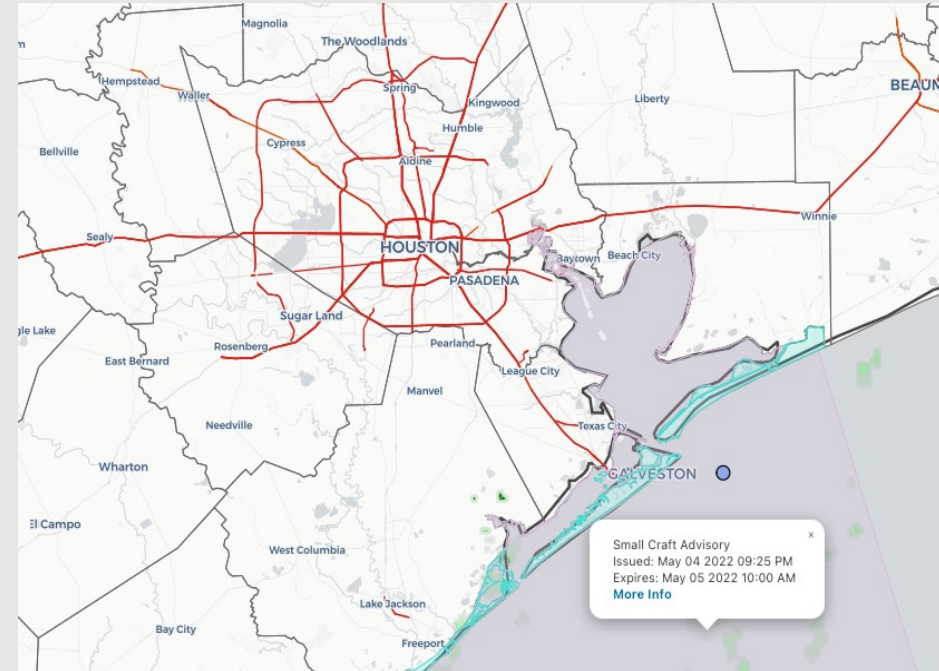 Magnolia
The Woodlands
Hempstead
Spring
BEAUM
Waller
Kingwood
Liberty
Humble
Cypress
Bellville
Aldine
Winnie
Sealy
HOUSTON
Baytown
Beach City
PASADENA
Sugar Land
gle Lake
Rosenberg
Pearland
East Bernard
League City
Manvel
Needville
Texas City
Wharton
GALVESTON
El Campo
West Columbia
Lake Jackson
Bay City
Freeport
x
Small Craft Advisory
Issued: May 04 2022 09:25 PM
Expires: May 05 2022 10:00 AM
More Info